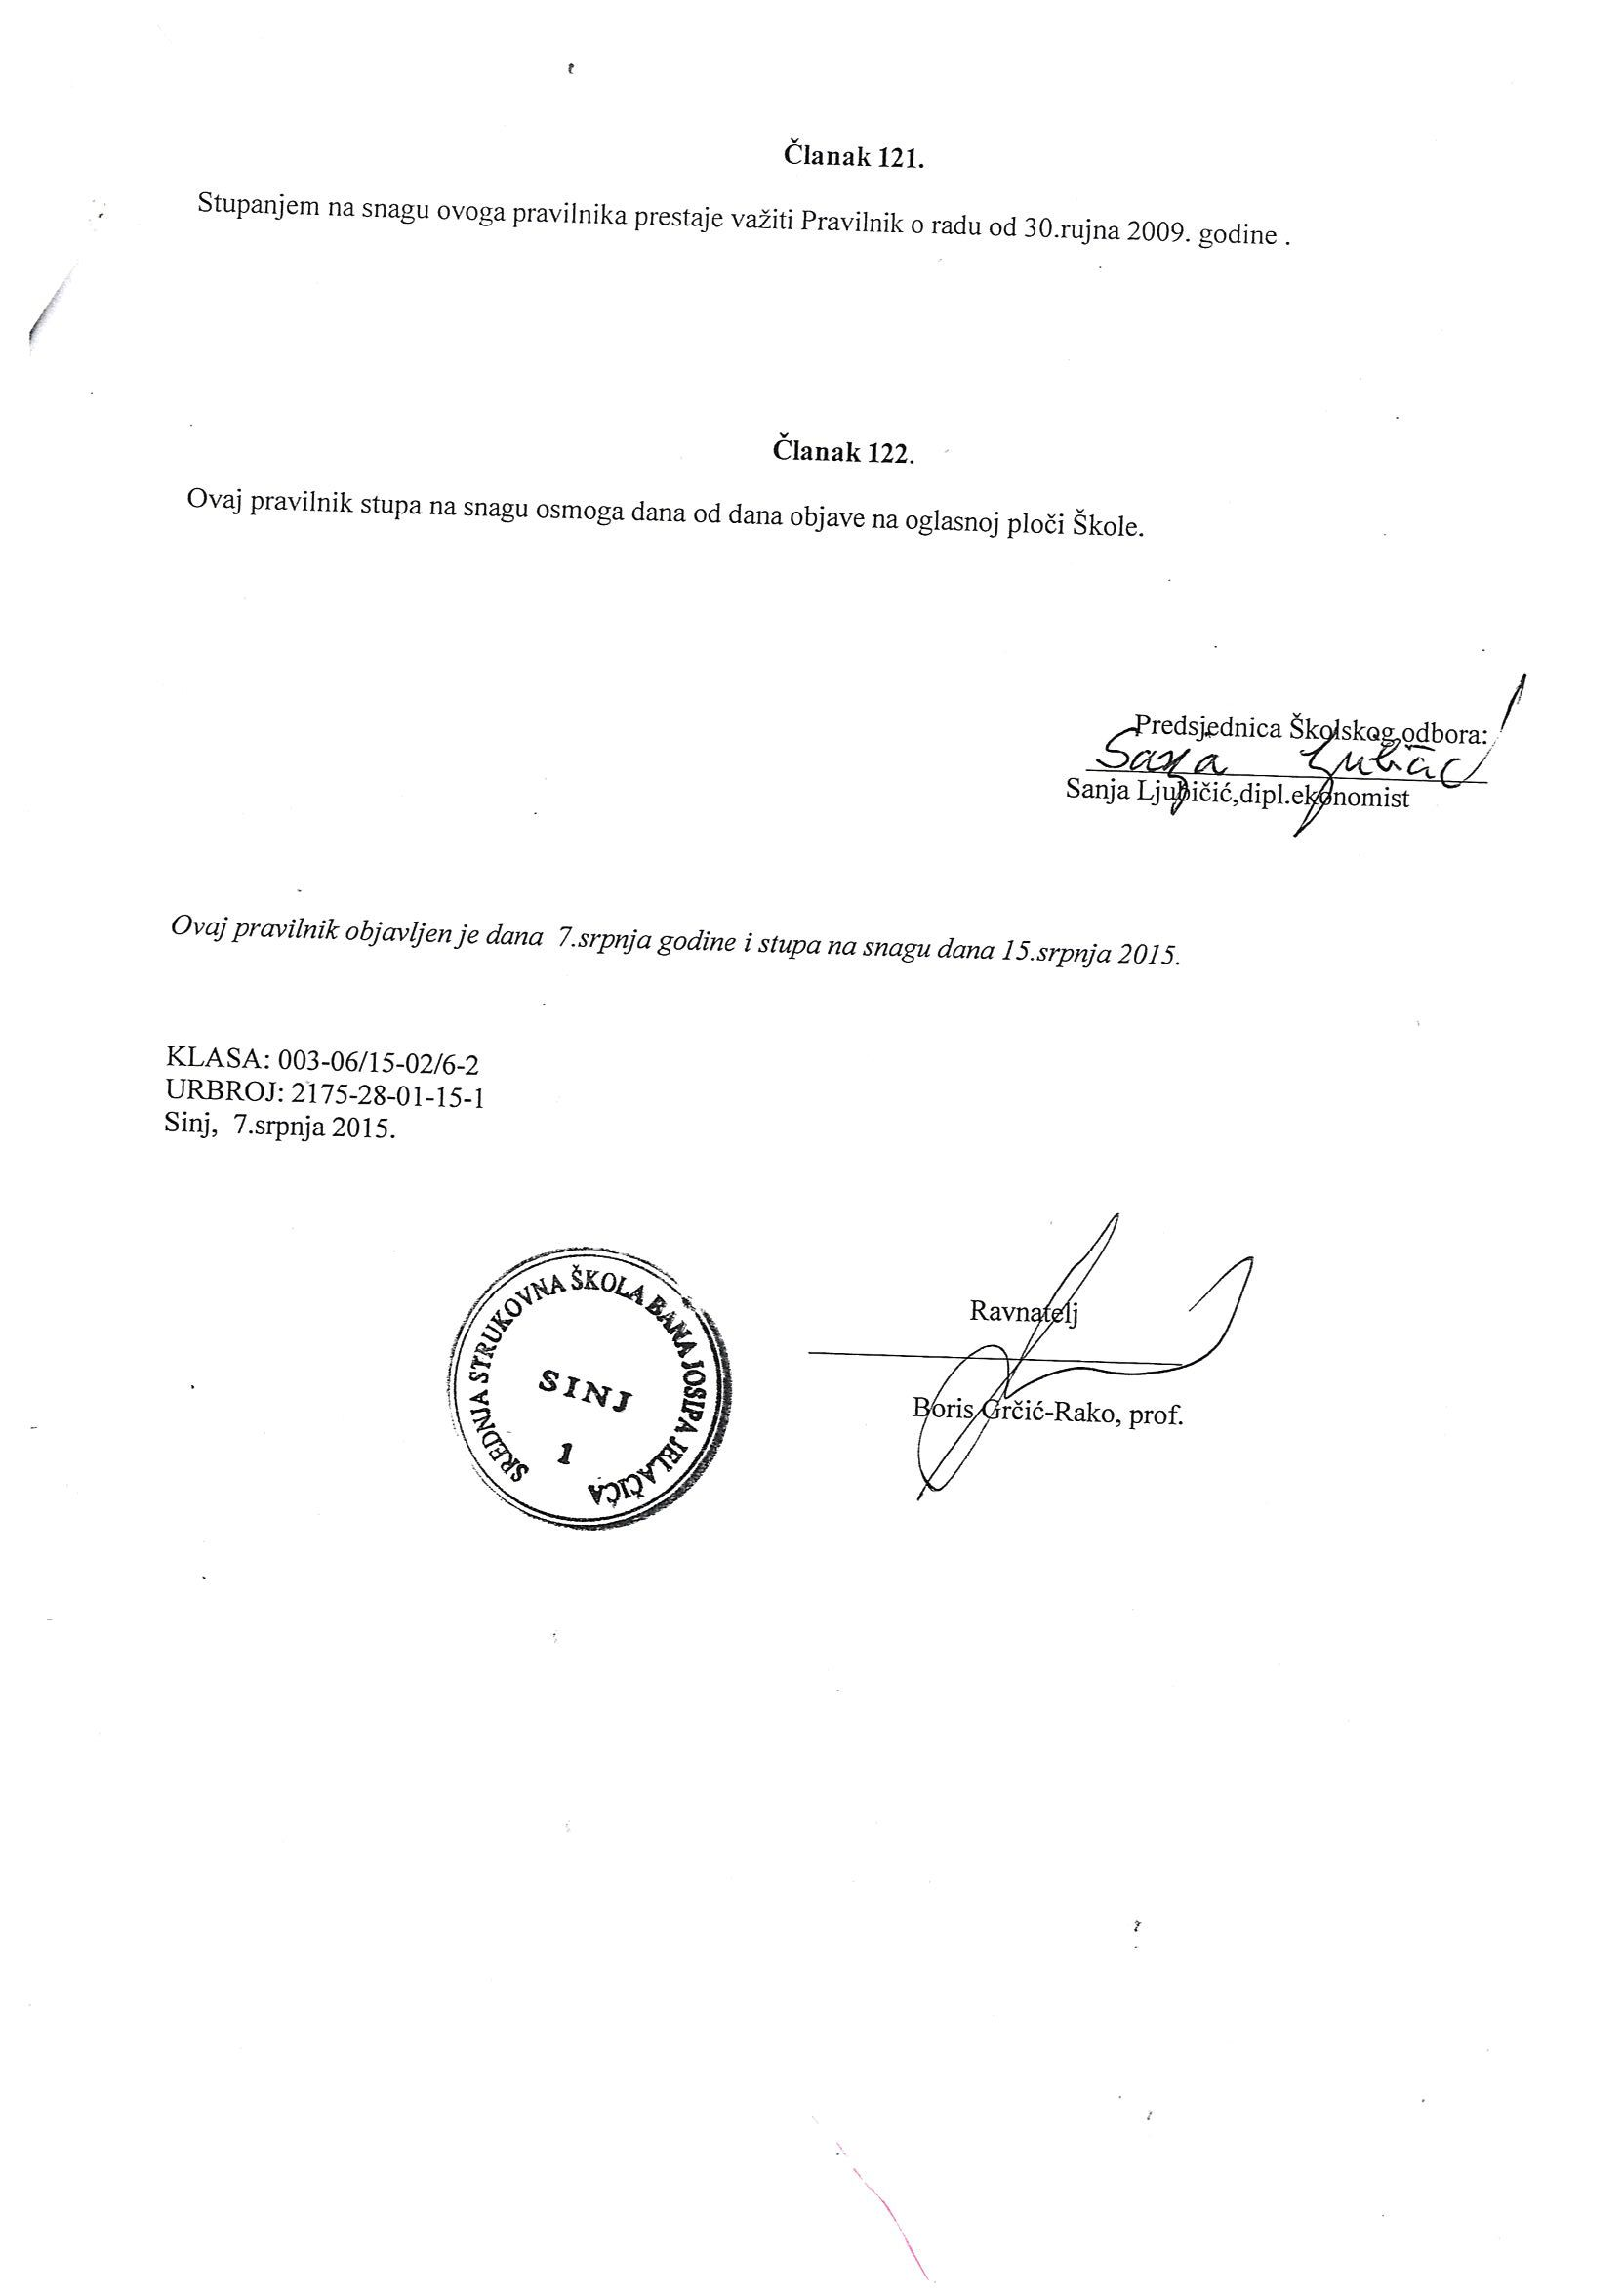 Članak 121.
Stupanjem na snagu ovoga pravilnika prestaje važiti Pravilnik o radu od 30.rujna 2009. godine .
Članak 122.
Ovaj pravilnik stupa na snagu osmoga dana od dana objave na oglasnoj ploči Škole.
Predsjednica Školskog odbora:
Sanja Ljubičić,dipl.ekonomist
Ovaj pravilnik objavljen je dana 7.srpnja godine i stupa na snagu dana 15.srpnja 2015.
KLASA: 003-06/15-02/6-2
URBROJ: 2175-28-01-15-1
Sinj, 7.srpnja 2015.
SREDNJA STRUKOVNA ŠKOLA BANA JOSIPA JELAČIĆA
SINJ
1
Ravnatelj
Boris Grčić-Rako, prof.